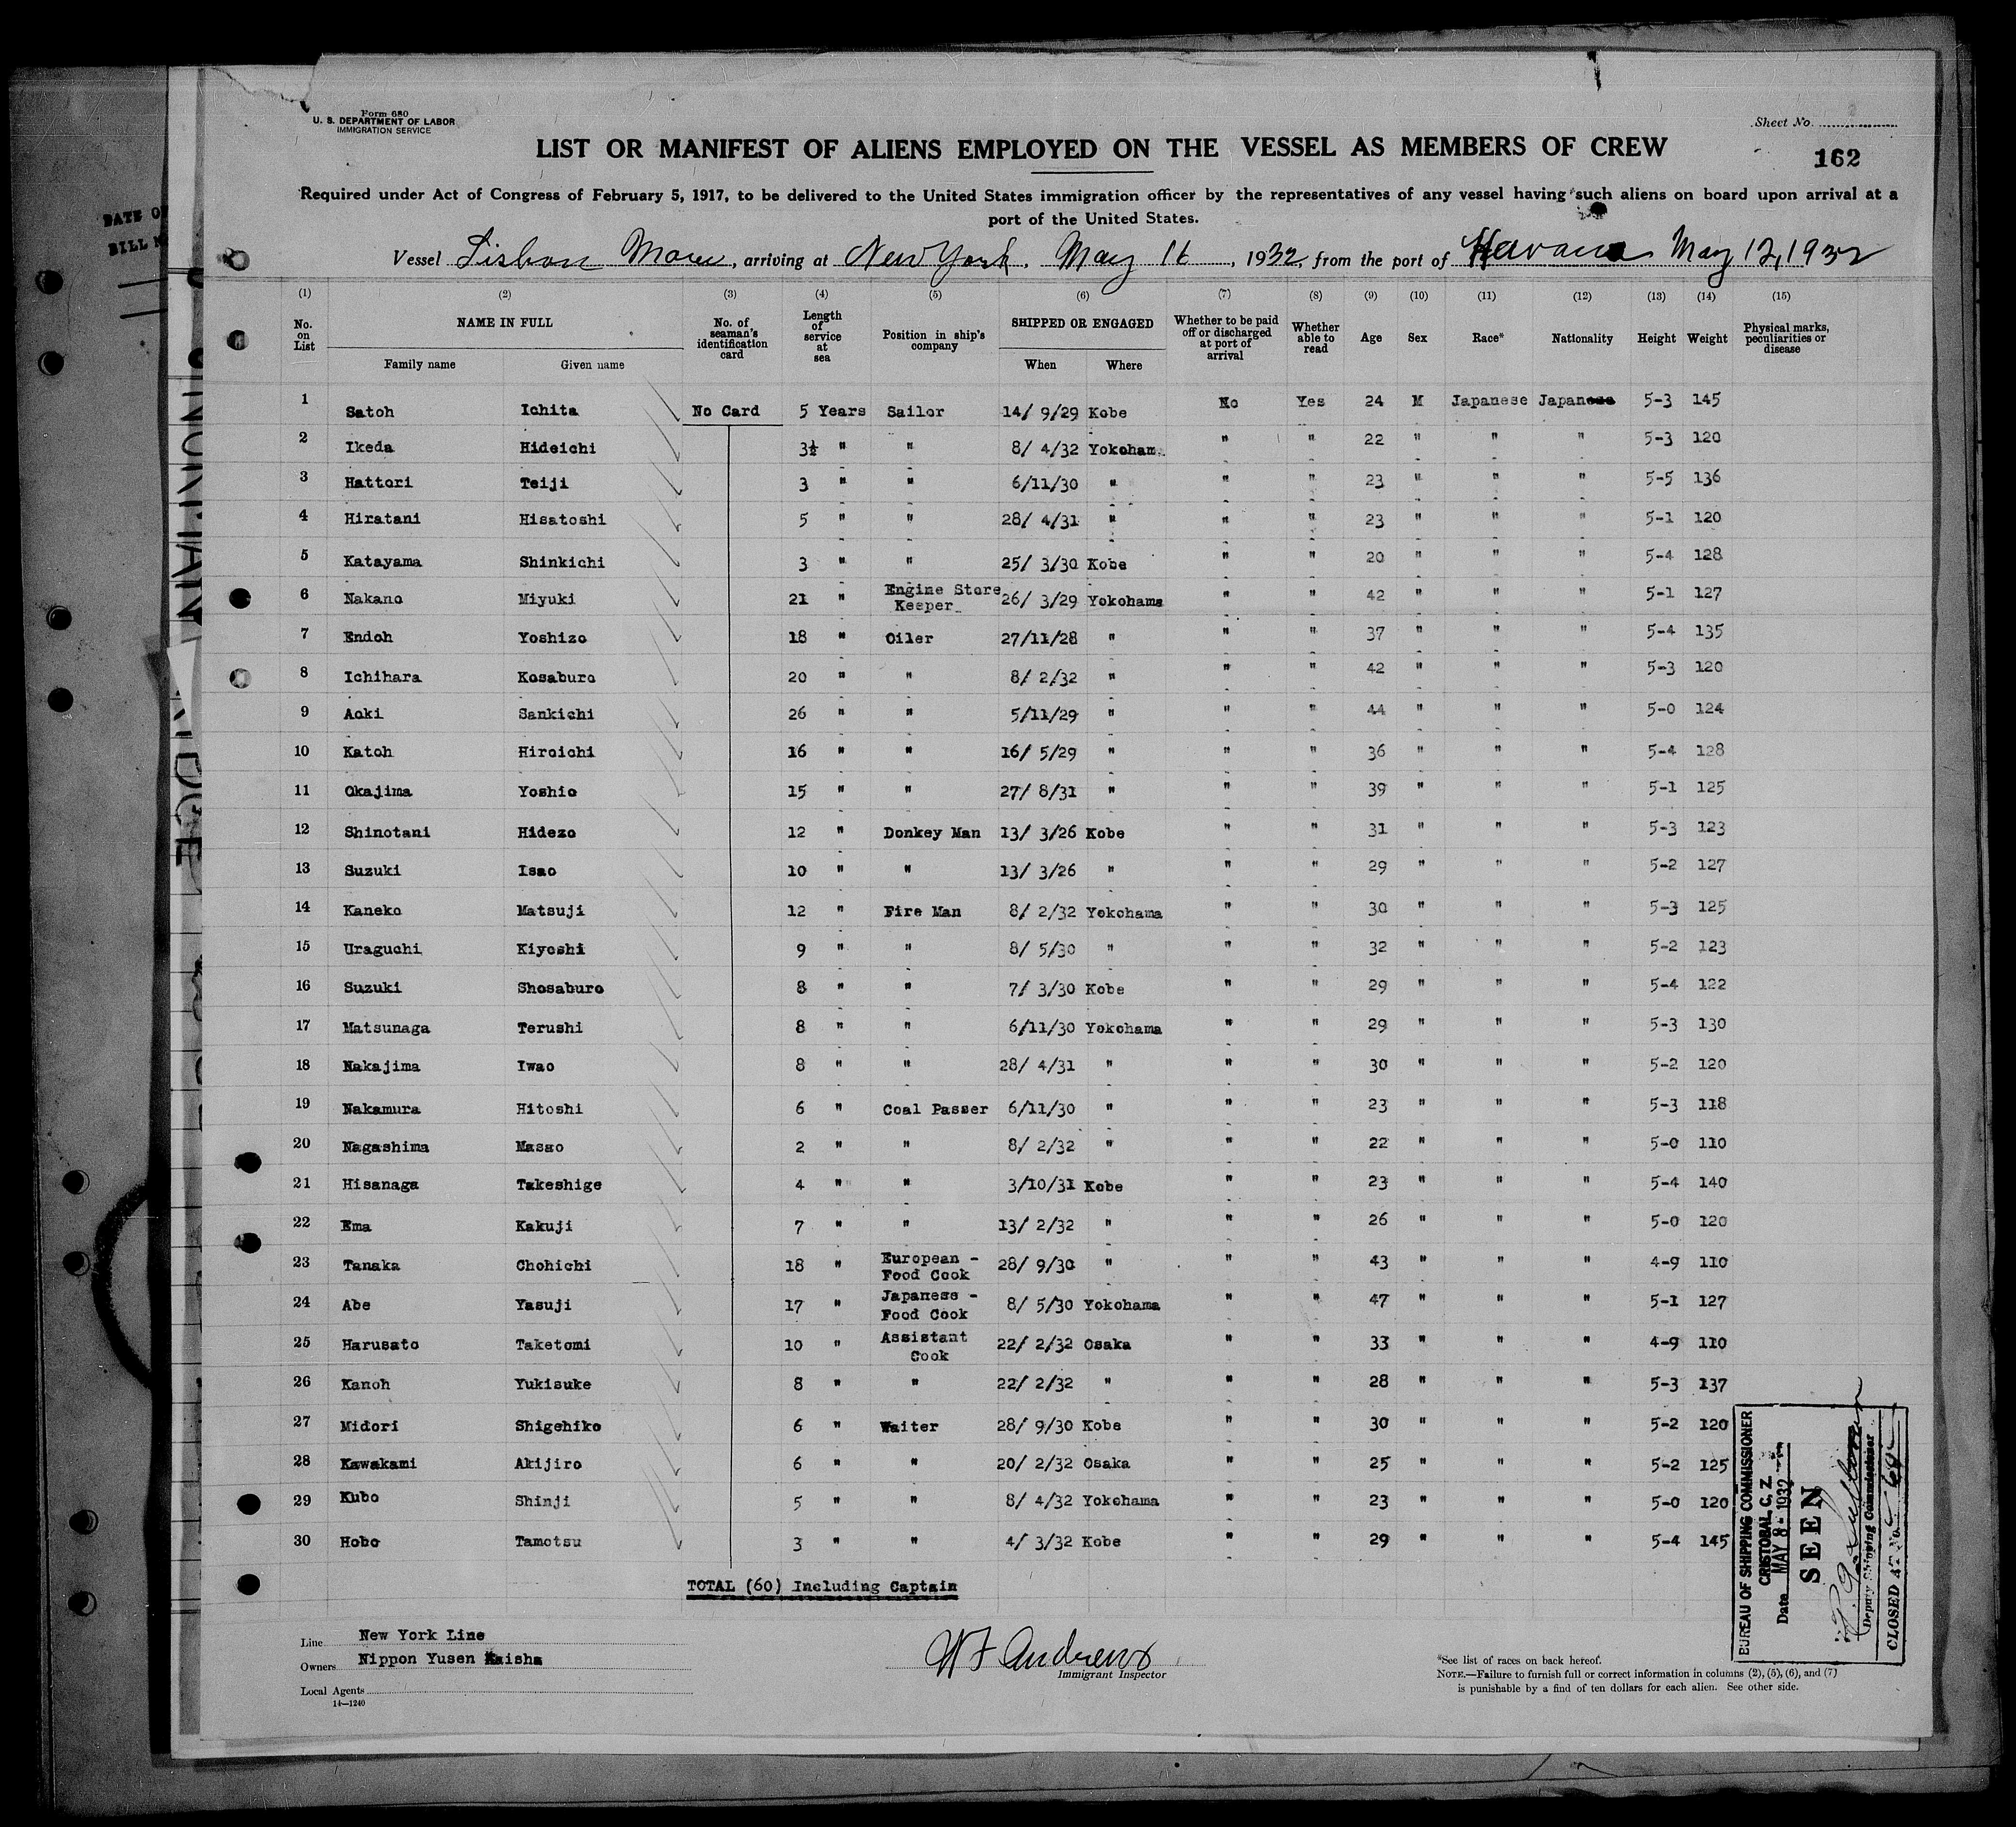 Form 680
U. S. DEPARTMENT OF LABOR
IMMIGRATION SERVICE
Sheet No.
162
LIST OR MANIFEST OF ALIENS EMPLOYED ON THE VESSEL AS MEMBERS OF CREW
Required under Act of Congress of February 5, 1917, to be delivered to the United States immigration officer by the representatives of any vessel having such aliens on board upon arrival at a
port of the United States.
DATE OF
BILL
Vessel Lisbon Maru, arriving at New York, May 16, 1932, from the port of Havana May 12, 1932
(1) (2) (3) (4) (5) (6) (7) (8) (9) (10) (11) (12) (13) (14) (15)
No. on List NAME IN FULL Family name Given name No. of seaman's identification card Length of service at sea Position in ship's company SHIPPED OR ENGAGED When Where Whether to be paid off or discharged at port of arrival Whether able to read Age Sex Race* Nationality Height Weight Physical marks, peculiarities or disease
1 Satoh Ichita No Card 5 Years Sailor 14/ 9/29 Kobe No Yes 24 M Japanese Japanese 5-3 145
2 Ikeda Hideichi 3½ " " 8/ 4/32 Yokohama " " 22 " " " 5-3 120
3 Hattori Teiji 3 " " 6/11/30 " " " 23 " " " 5-5 136
4 Hiratani Hisatoshi 5 " " 28/ 4/31 " " " 23 " " " 5-1 120
5 Katayama Shinkichi 3 " " 25/ 3/30 Kobe " " 20 " " " 5-4 128
6 Nakano Miyuki 21 " Engine Store Keeper 26/ 3/29 Yokohama " " 42 " " " 5-1 127
7 Endoh Yoshizo 18 " Oiler 27/11/28 " " " 37 " " " 5-4 135
8 Ichihara Kosaburo 20 " " 8/ 2/32 " " " 42 " " " 5-3 120
9 Aoki Sankichi 26 " " 5/11/29 " " " 44 " " " 5-0 124
10 Katoh Hiroichi 16 " " 16/ 5/29 " " " 36 " " " 5-4 128
11 Okajima Yoshio 15 " " 27/ 8/31 " " " 39 " " " 5-1 125
12 Shinotani Hidezo 12 " Donkey Man 13/ 3/26 Kobe " " 31 " " " 5-3 123
13 Suzuki Isao 10 " " 13/ 3/26 " " " 29 " " " 5-2 127
14 Kaneko Matsuji 12 " Fire Man 8/ 2/32 Yokohama " " 30 " " " 5-3 125
15 Uraguchi Kiyoshi 9 " " 8/ 5/30 " " " 32 " " " 5-2 123
16 Suzuki Shosaburo 8 " " 7/ 3/30 Kobe " " 29 " " " 5-4 122
17 Matsunaga Terushi 8 " " 6/11/30 Yokohama " " 29 " " " 5-3 130
18 Nakajima Iwao 8 " " 28/ 4/31 " " " 30 " " " 5-2 120
19 Nakamura Hitoshi 6 " Coal Passer 6/11/30 " " " 23 " " " 5-3 118
20 Nagashima Masao 2 " " 8/ 2/32 " " " 22 " " " 5-0 110
21 Hisanaga Takeshige 4 " " 3/10/31 Kobe " " 23 " " " 5-4 140
22 Ema Kakuji 7 " " 13/ 2/32 " " " 26 " " " 5-0 120
23 Tanaka Chohichi 18 " European - Food Cook 28/ 9/30 " " " 43 " " " 4-9 110
24 Abe Yasuji 17 " Japanese - Food Cook 8/ 5/30 Yokohama " " 47 " " " 5-1 127
25 Harusato Taketomi 10 " Assistant Cook 22/ 2/32 Osaka " " 33 " " " 4-9 110
26 Kanoh Yukisuke 8 " " 22/ 2/32 " " " 28 " " " 5-3 137
27 Midori Shigehiko 6 " Waiter 28/ 9/30 Kobe " " 30 " " " 5-2 120
28 Kawakami Akijiro 6 " " 20/ 2/32 Osaka " " 25 " " " 5-2 125
29 Kubo Shinji 5 " " 8/ 4/32 Yokohama " " 23 " " " 5-0 120
30 Hobo Tamotsu 3 " " 4/ 3/32 Kobe " " 29 " " " 5-4 145
TOTAL (60) Including Captain
BUREAU OF SHIPPING COMMISSIONER
CRISTOBAL, C. Z.
Date MAY 8 - 1932
SEEN
Deputy Shipping Commissioner
CLOSED AT No.
Line New York Line
Owners Nippon Yusen Kaisha
Local Agents
14—1240
W F Andrews
Immigrant Inspector
*See list of races on back hereof.
NOTE.—Failure to furnish full or correct information in columns (2), (5), (6), and (7)
is punishable by a find of ten dollars for each alien. See other side.